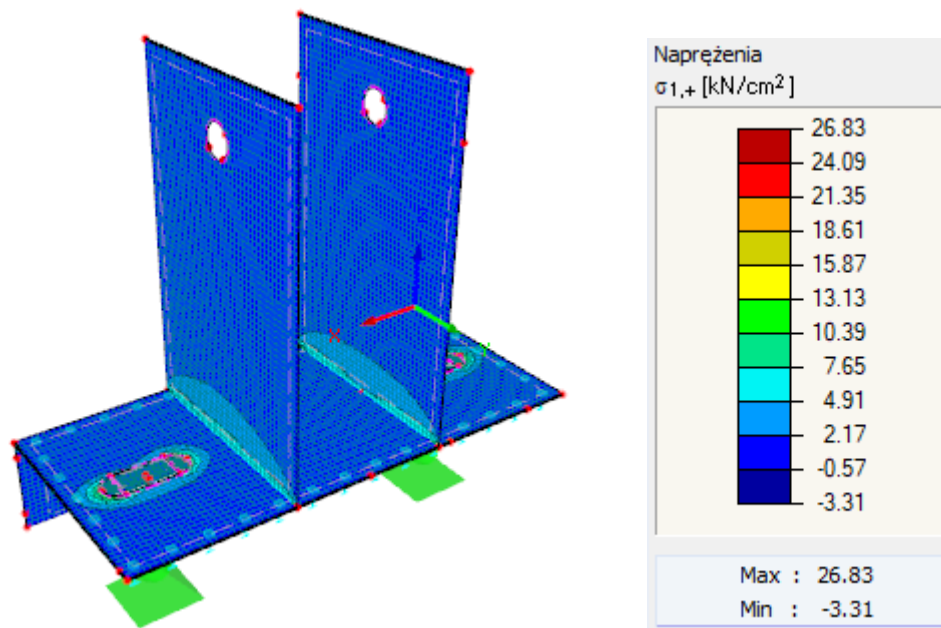 Naprężenia
σ1,+ [kN/cm²]
26.83
24.09
21.35
18.61
15.87
13.13
10.39
7.65
4.91
2.17
-0.57
-3.31
Max : 26.83
Min : -3.31
X